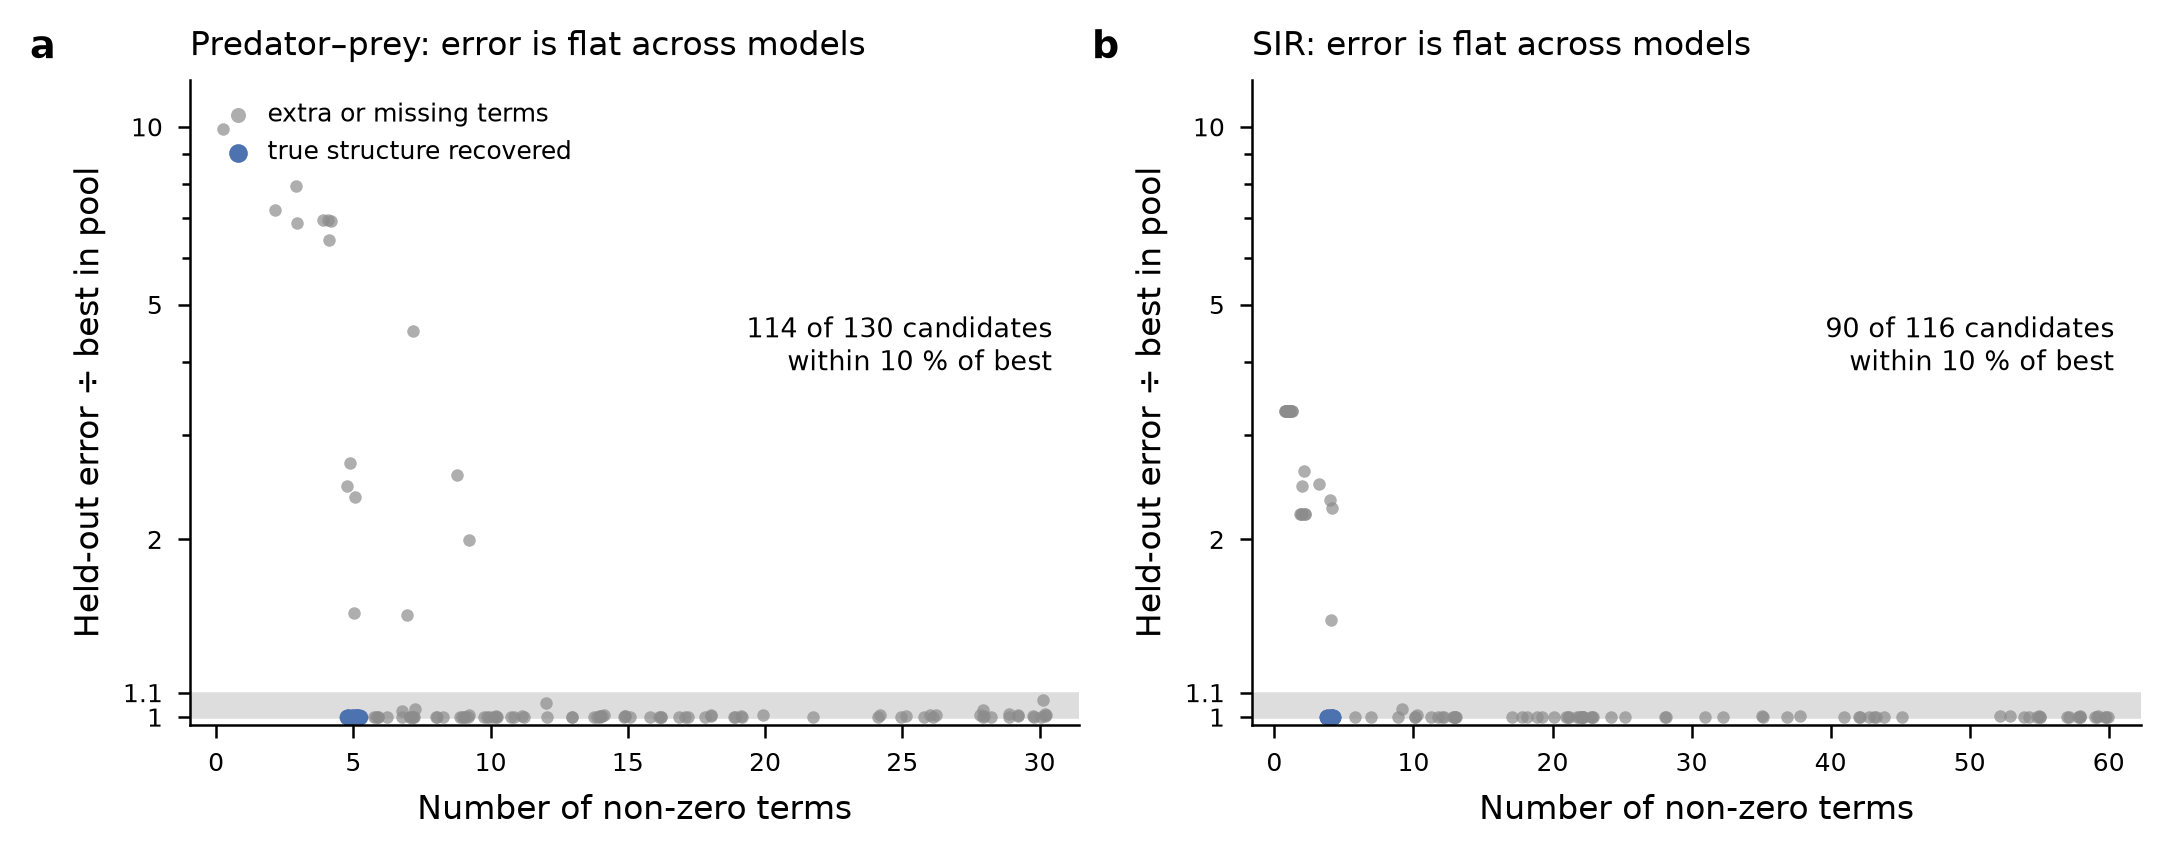 a
Predator–prey: error is flat across models
extra or missing terms
true structure recovered
114 of 130 candidates
within 10 % of best
Held-out error ÷ best in pool
10
5
2
1.1
1
0 5 10 15 20 25 30
Number of non-zero terms
b
SIR: error is flat across models
90 of 116 candidates
within 10 % of best
Held-out error ÷ best in pool
10
5
2
1.1
1
0 10 20 30 40 50 60
Number of non-zero terms